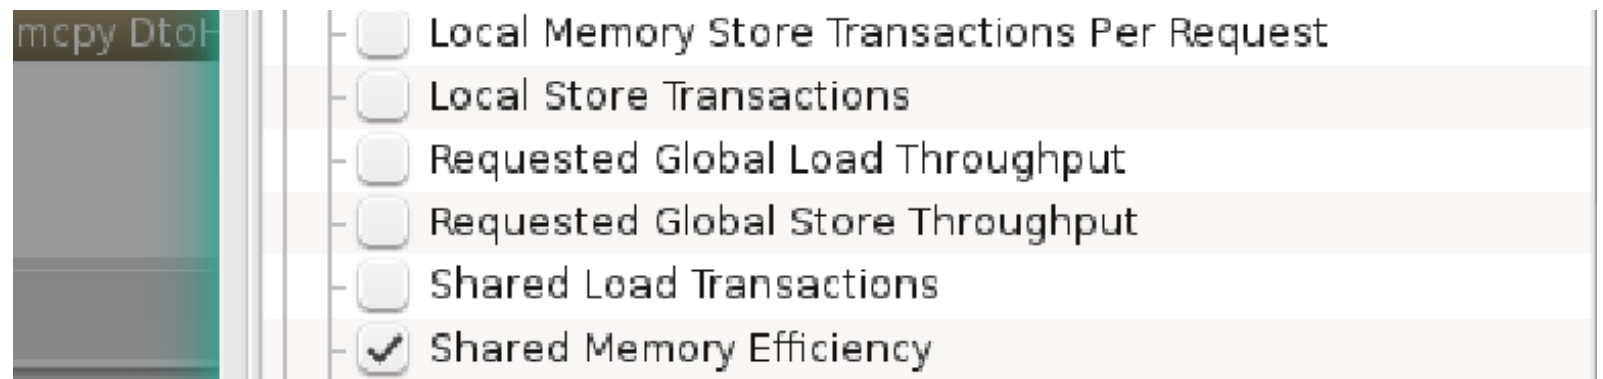 mcpy DtoH
Local Memory Store Transactions Per Request
Local Store Transactions
Requested Global Load Throughput
Requested Global Store Throughput
Shared Load Transactions
Shared Memory Efficiency